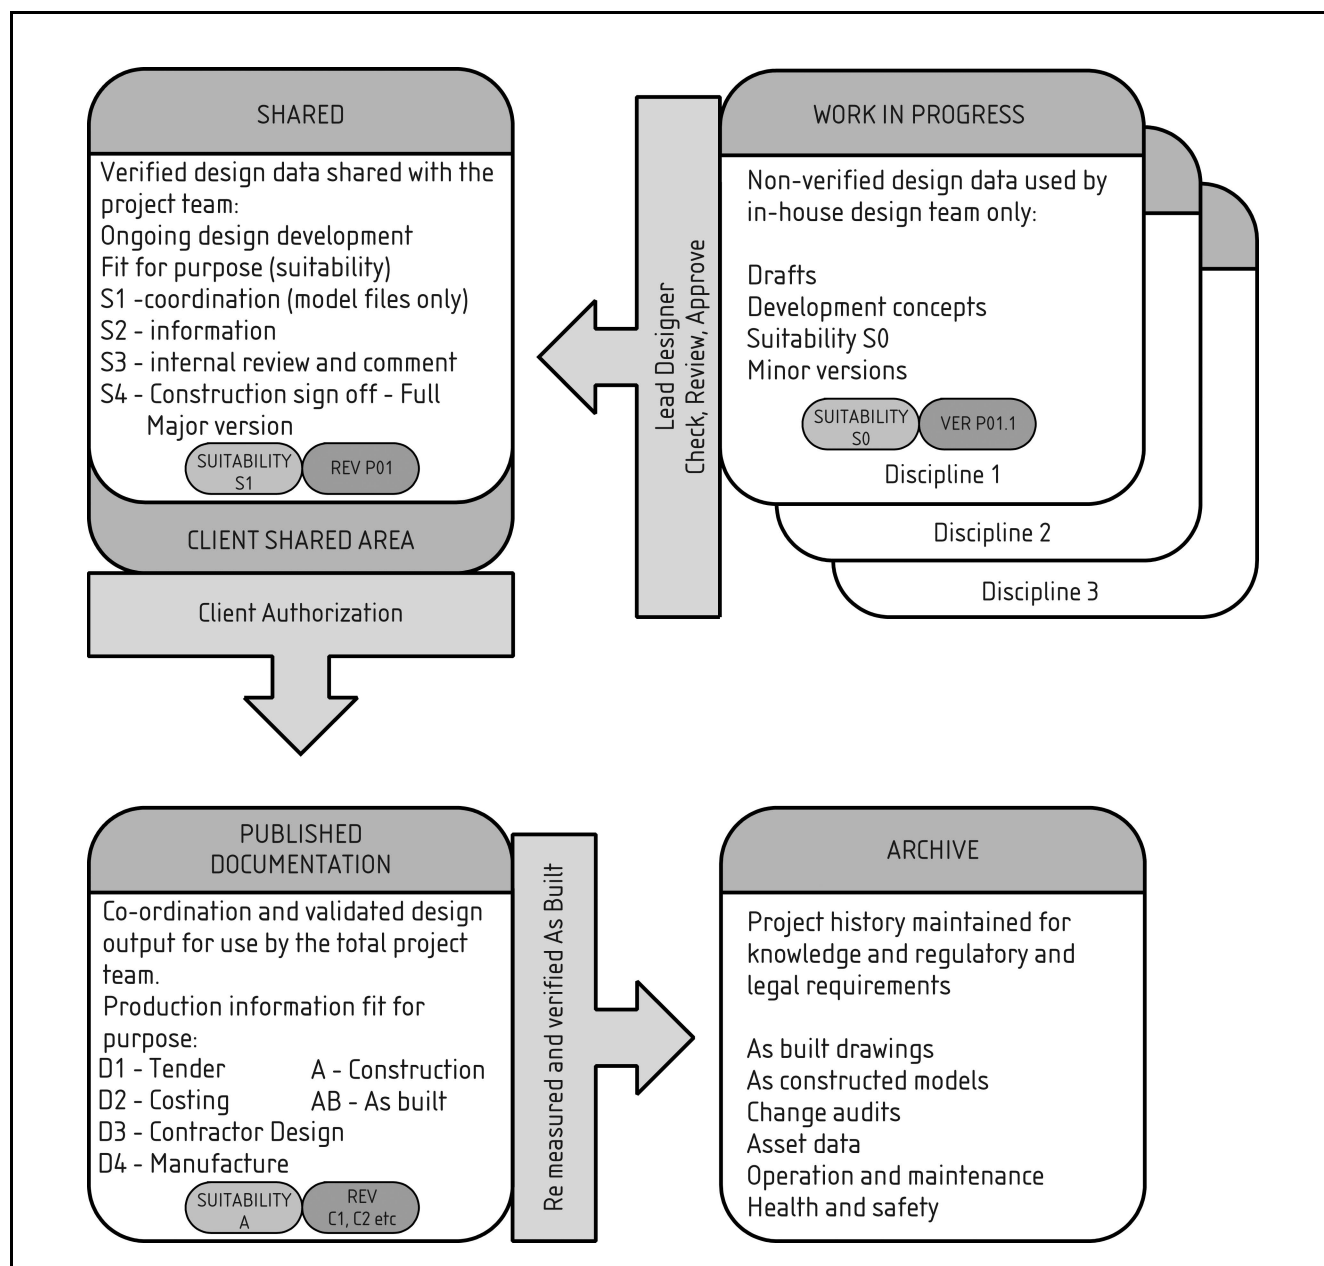 SHARED
Verified design data shared with the
project team:
Ongoing design development
Fit for purpose (suitability)
S1 -coordination (model files only)
S2 - information
S3 - internal review and comment
S4 - Construction sign off - Full
Major version
SUITABILITY
S1
REV P01
CLIENT SHARED AREA
Client Authorization
Lead Designer
Check, Review, Approve
WORK IN PROGRESS
Non-verified design data used by
in-house design team only:
Drafts
Development concepts
Suitability S0
Minor versions
SUITABILITY
S0
VER P01.1
Discipline 1
Discipline 2
Discipline 3
PUBLISHED
DOCUMENTATION
Co-ordination and validated design
output for use by the total project
team.
Production information fit for
purpose:
D1 - Tender
A - Construction
D2 - Costing
AB - As built
D3 - Contractor Design
D4 - Manufacture
SUITABILITY
A
REV
C1, C2 etc
Re measured and verified As Built
ARCHIVE
Project history maintained for
knowledge and regulatory and
legal requirements
As built drawings
As constructed models
Change audits
Asset data
Operation and maintenance
Health and safety